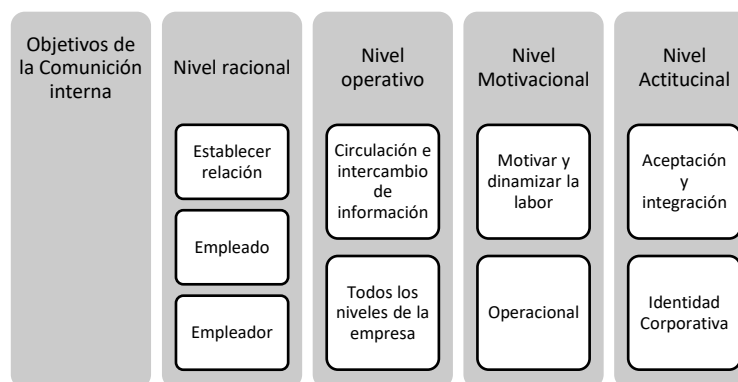 Objetivos de
la Comunición
interna
Nivel racional
Establecer
relación
Empleado
Empleador
Nivel
operativo
Circulación e
intercambio
de
información
Todos los
niveles de la
empresa
Nivel
Motivacional
Motivar y
dinamizar la
labor
Operacional
Nivel
Actitucinal
Aceptación
y
integración
Identidad
Corporativa